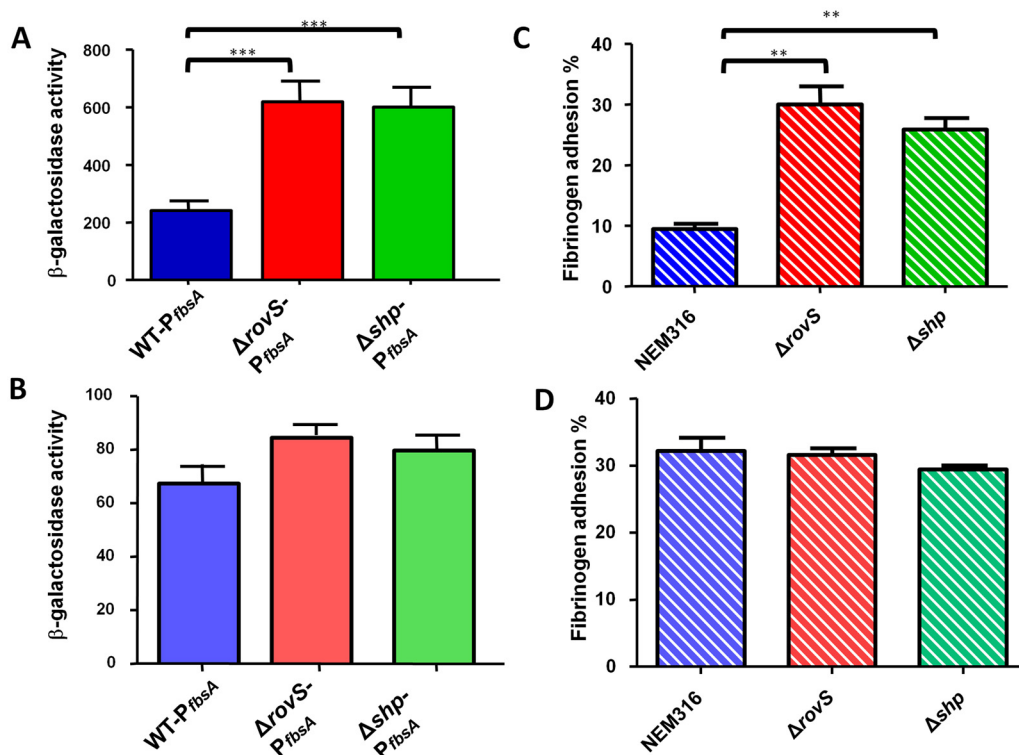 A
β-galactosidase activity
800
600
400
200
0
***
***
WT-PfbsA
ΔrovS-
PfbsA
Δshp-
PfbsA
C
Fibrinogen adhesion %
40
30
20
10
0
**
**
NEM316
ΔrovS
Δshp
B
β-galactosidase activity
100
80
60
40
20
0
WT-PfbsA
ΔrovS-
PfbsA
Δshp-
PfbsA
D
Fibrinogen adhesion %
40
30
20
10
0
NEM316
ΔrovS
Δshp